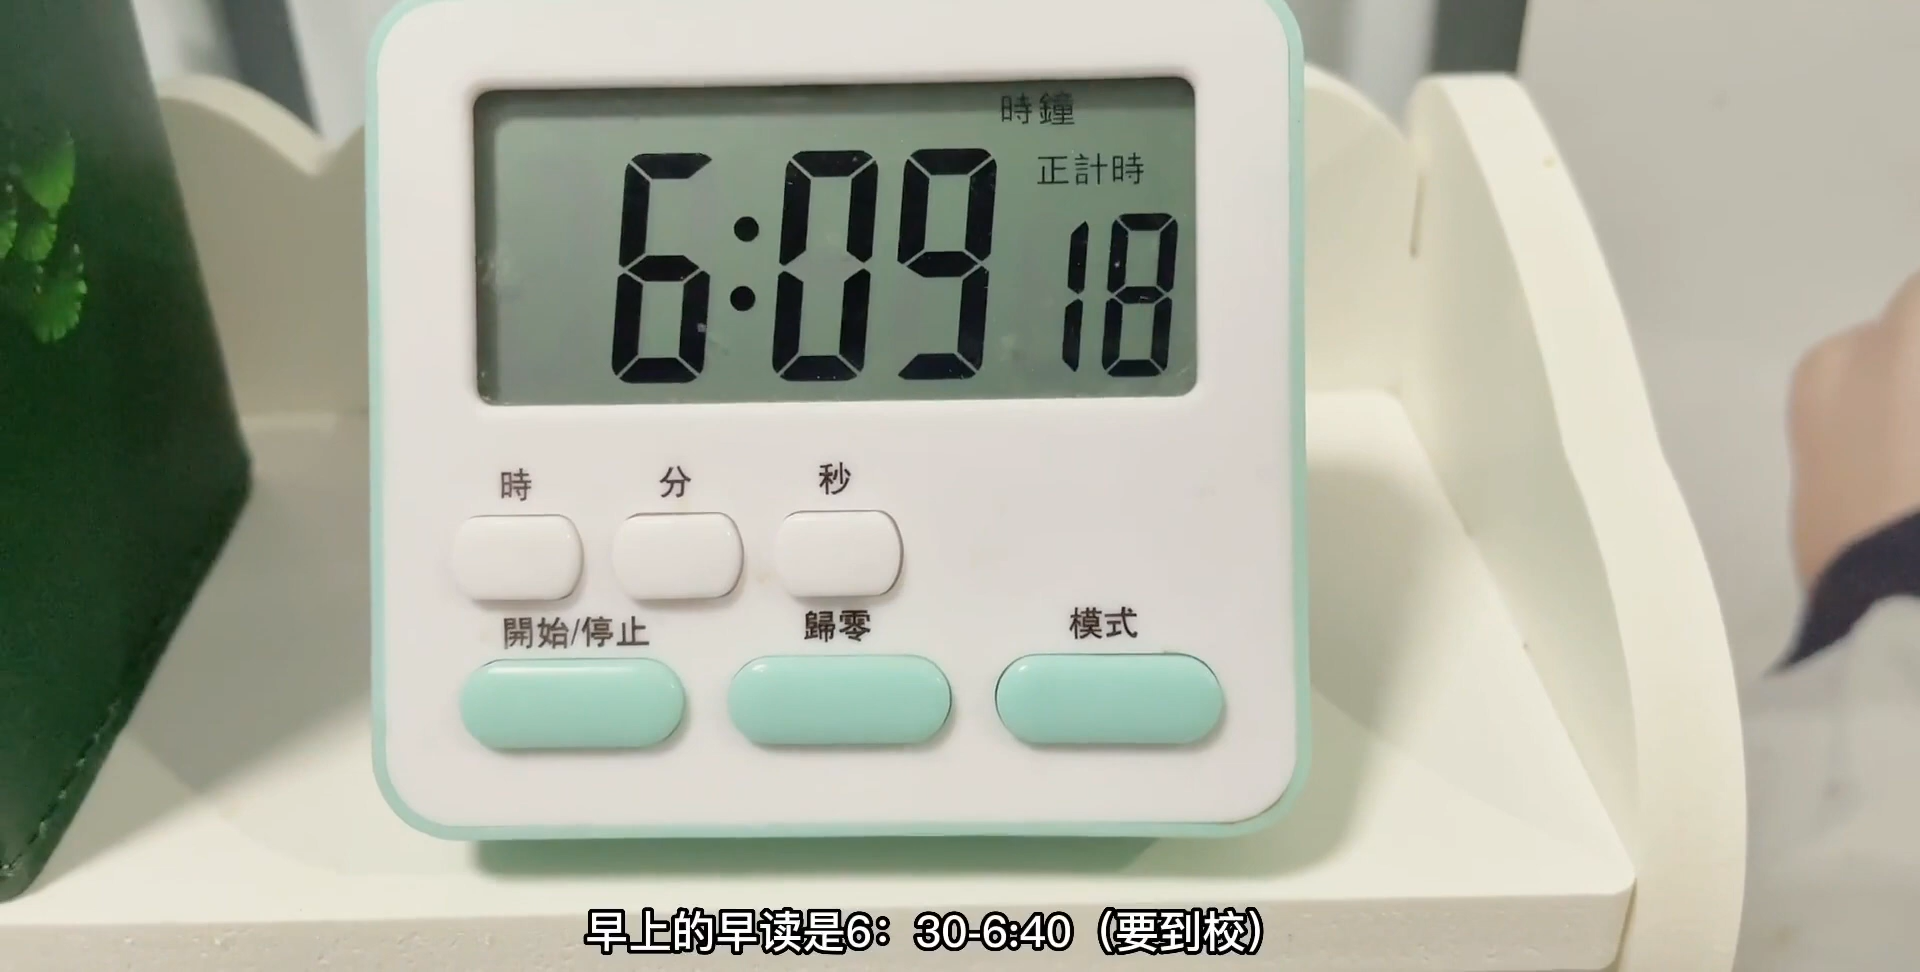 時鐘
正計時
6:09 18
時 分 秒
開始/停止 歸零 模式
早上的早读是6：30-6:40（要到校）